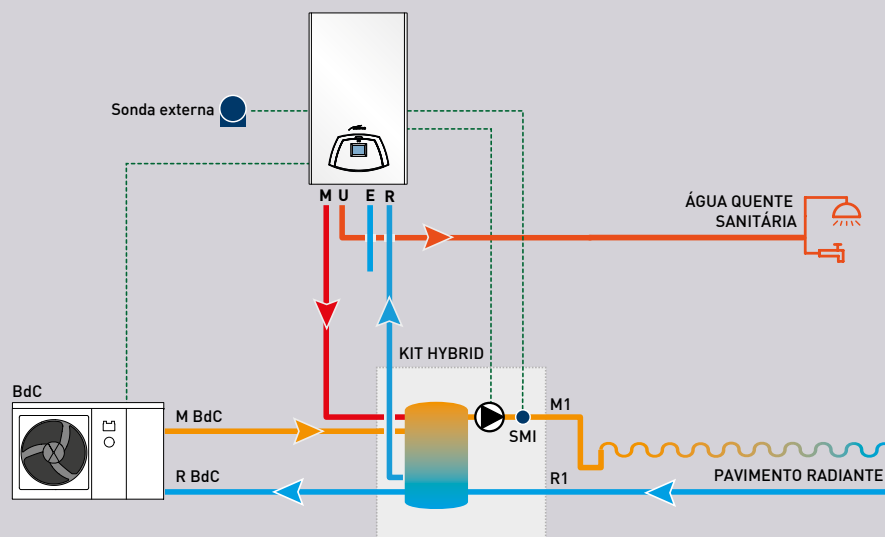 Sonda externa
M U E R
ÁGUA QUENTE
SANITÁRIA
KIT HYBRID
BdC
M BdC
M1
SMI
R BdC
R1
PAVIMENTO RADIANTE